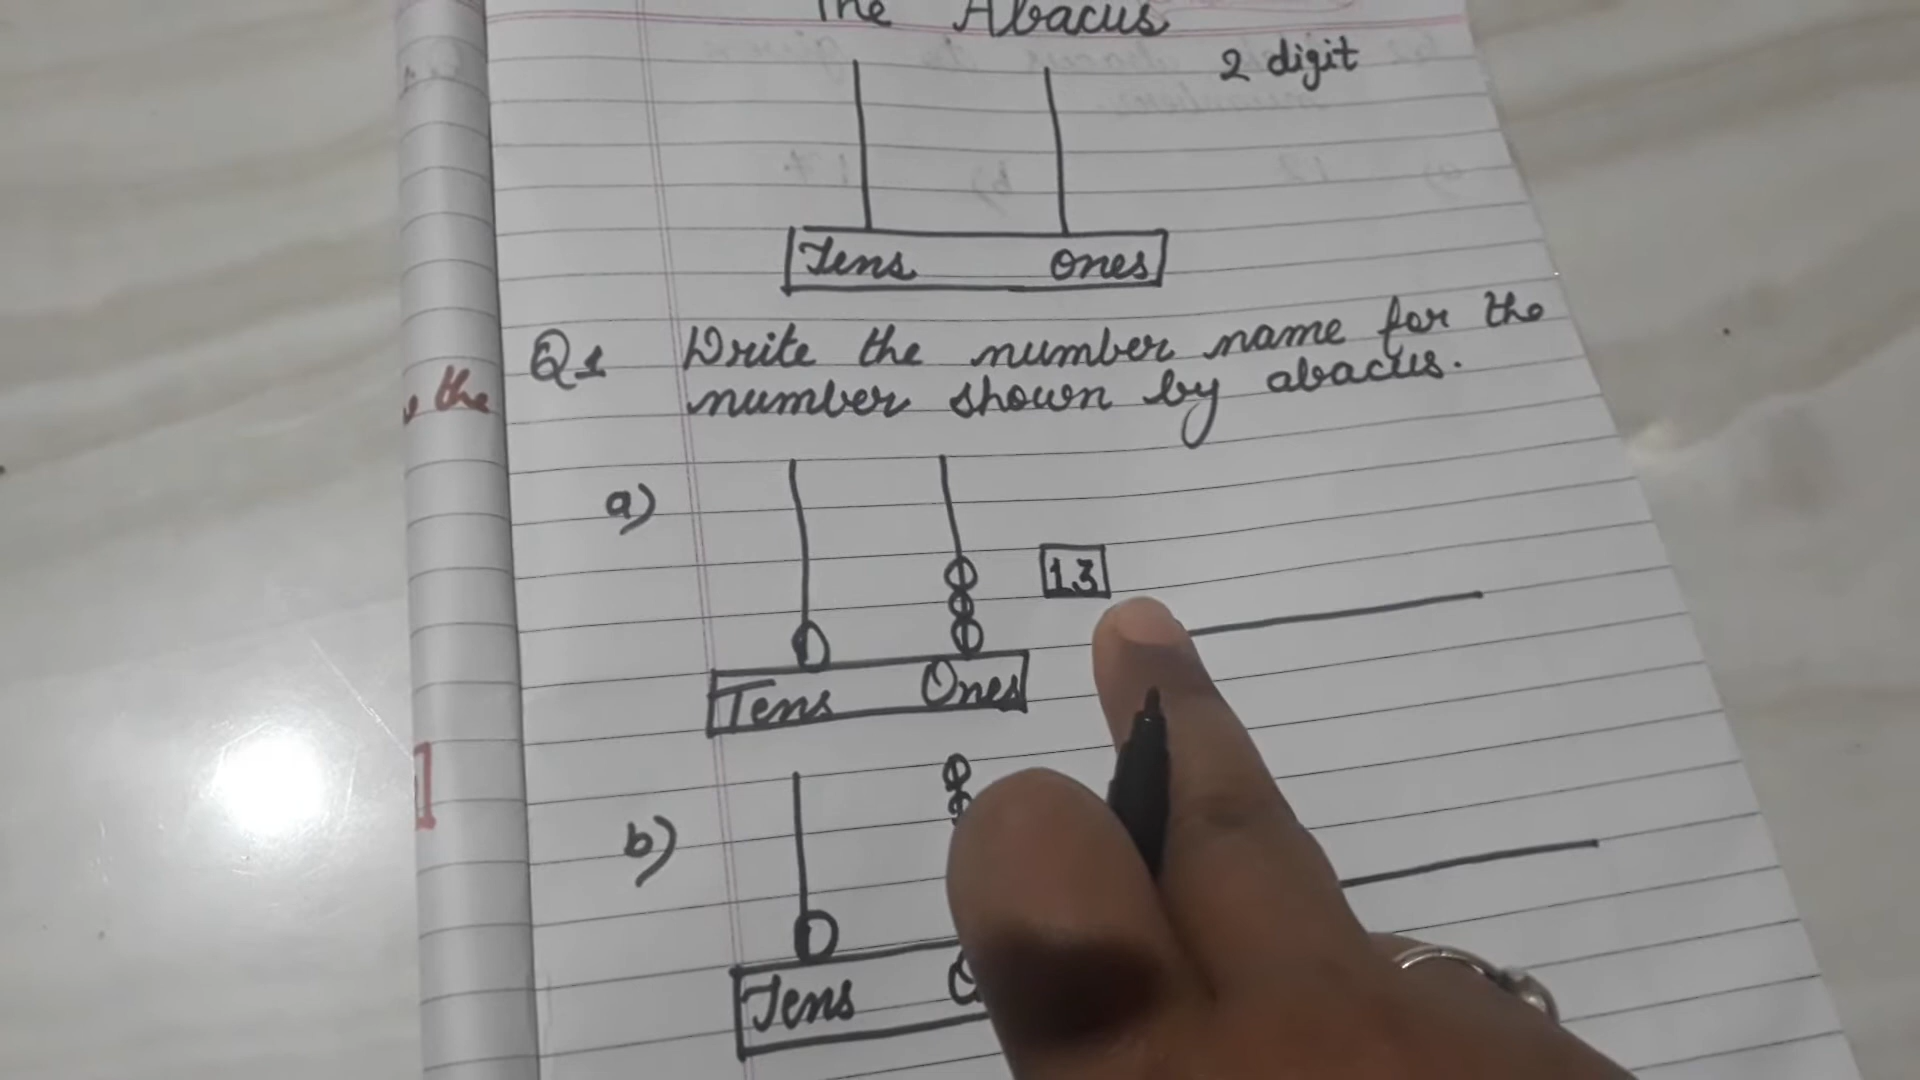 The Abacus
2 digit
Tens Ones
Q1 Write the number name for the
number shown by abacus.
the
a)
13
Tens Ones
b)
Tens